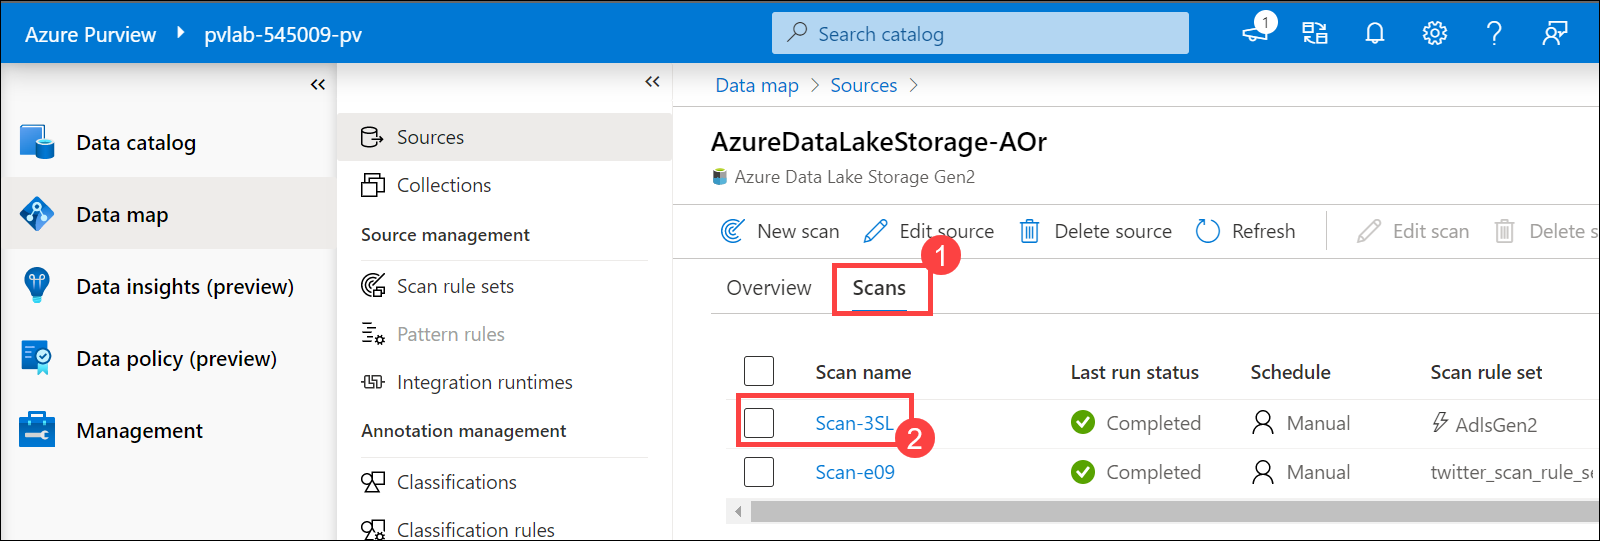 Azure Purview pvlab-545009-pv
Search catalog
1
Data catalog
Data map
Data insights (preview)
Data policy (preview)
Management
Sources
Collections
Source management
Scan rule sets
Pattern rules
Integration runtimes
Annotation management
Classifications
Classification rules
Data map > Sources >
AzureDataLakeStorage-AOr
Azure Data Lake Storage Gen2
New scan Edit source Delete source Refresh Edit scan Delete s
1
Overview Scans
Scan name Last run status Schedule Scan rule set
Scan-3SL Completed Manual AdlsGen2
2
Scan-e09 Completed Manual twitter_scan_rule_se